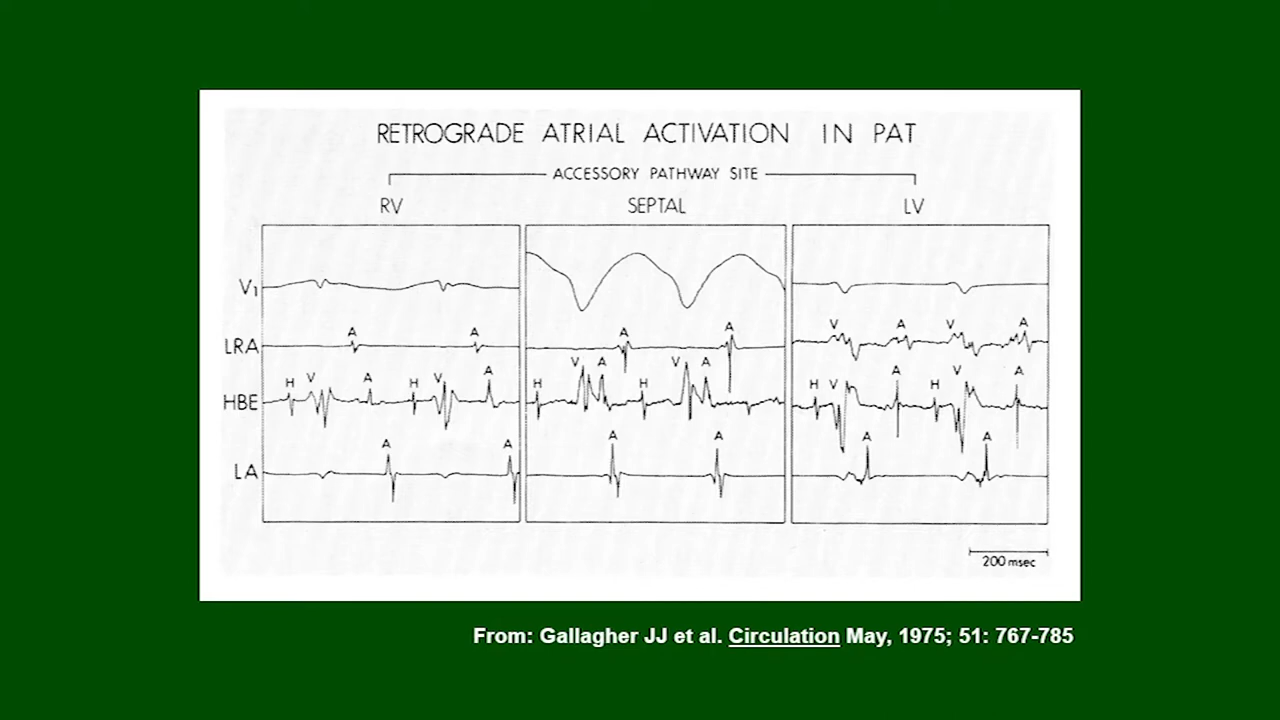 RETROGRADE ATRIAL ACTIVATION IN PAT
ACCESSORY PATHWAY SITE
RV SEPTAL LV
V1
A A A A V A V A
LRA
H V A H V A H V A H V A H V A H V A
HBE
A A A A A A
LA
200 msec
From: Gallagher JJ et al. Circulation May, 1975; 51: 767-785